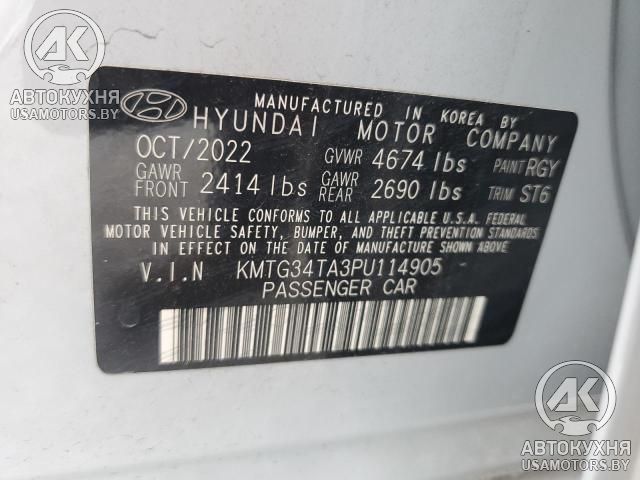 AK
АВТОКУХНЯ
USAMOTORS.BY
MANUFACTURED IN KOREA BY
HYUNDAI MOTOR COMPANY
OCT/2022 GVWR 4674 lbs PAINT RGY
GAWR FRONT 2414 lbs GAWR REAR 2690 lbs TRIM ST6
THIS VEHICLE CONFORMS TO ALL APPLICABLE U.S.A. FEDERAL
MOTOR VEHICLE SAFETY, BUMPER, AND THEFT PREVENTION STANDARDS
IN EFFECT ON THE DATE OF MANUFACTURE SHOWN ABOVE.
V.I.N KMTG34TA3PU114905
PASSENGER CAR
AK
АВТОКУХНЯ
USAMOTORS.BY